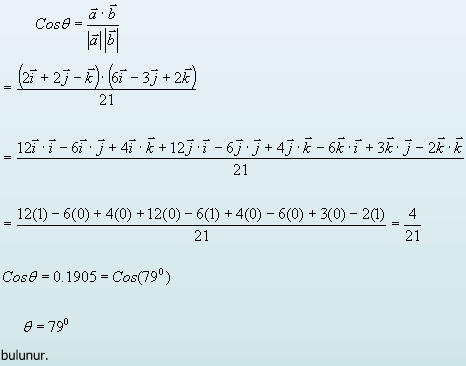 Cosθ = (a⃗ · b⃗) / (|a⃗| |b⃗|)
= ((2i⃗ + 2j⃗ − k⃗) · (6i⃗ − 3j⃗ + 2k⃗)) / 21
= (12i⃗ · i⃗ − 6i⃗ · j⃗ + 4i⃗ · k⃗ + 12j⃗ · i⃗ − 6j⃗ · j⃗ + 4j⃗ · k⃗ − 6k⃗ · i⃗ + 3k⃗ · j⃗ − 2k⃗ · k⃗) / 21
= (12(1) − 6(0) + 4(0) + 12(0) − 6(1) + 4(0) − 6(0) + 3(0) − 2(1)) / 21 = 4 / 21
Cosθ = 0.1905 = Cos(79⁰)
θ = 79⁰
bulunur.